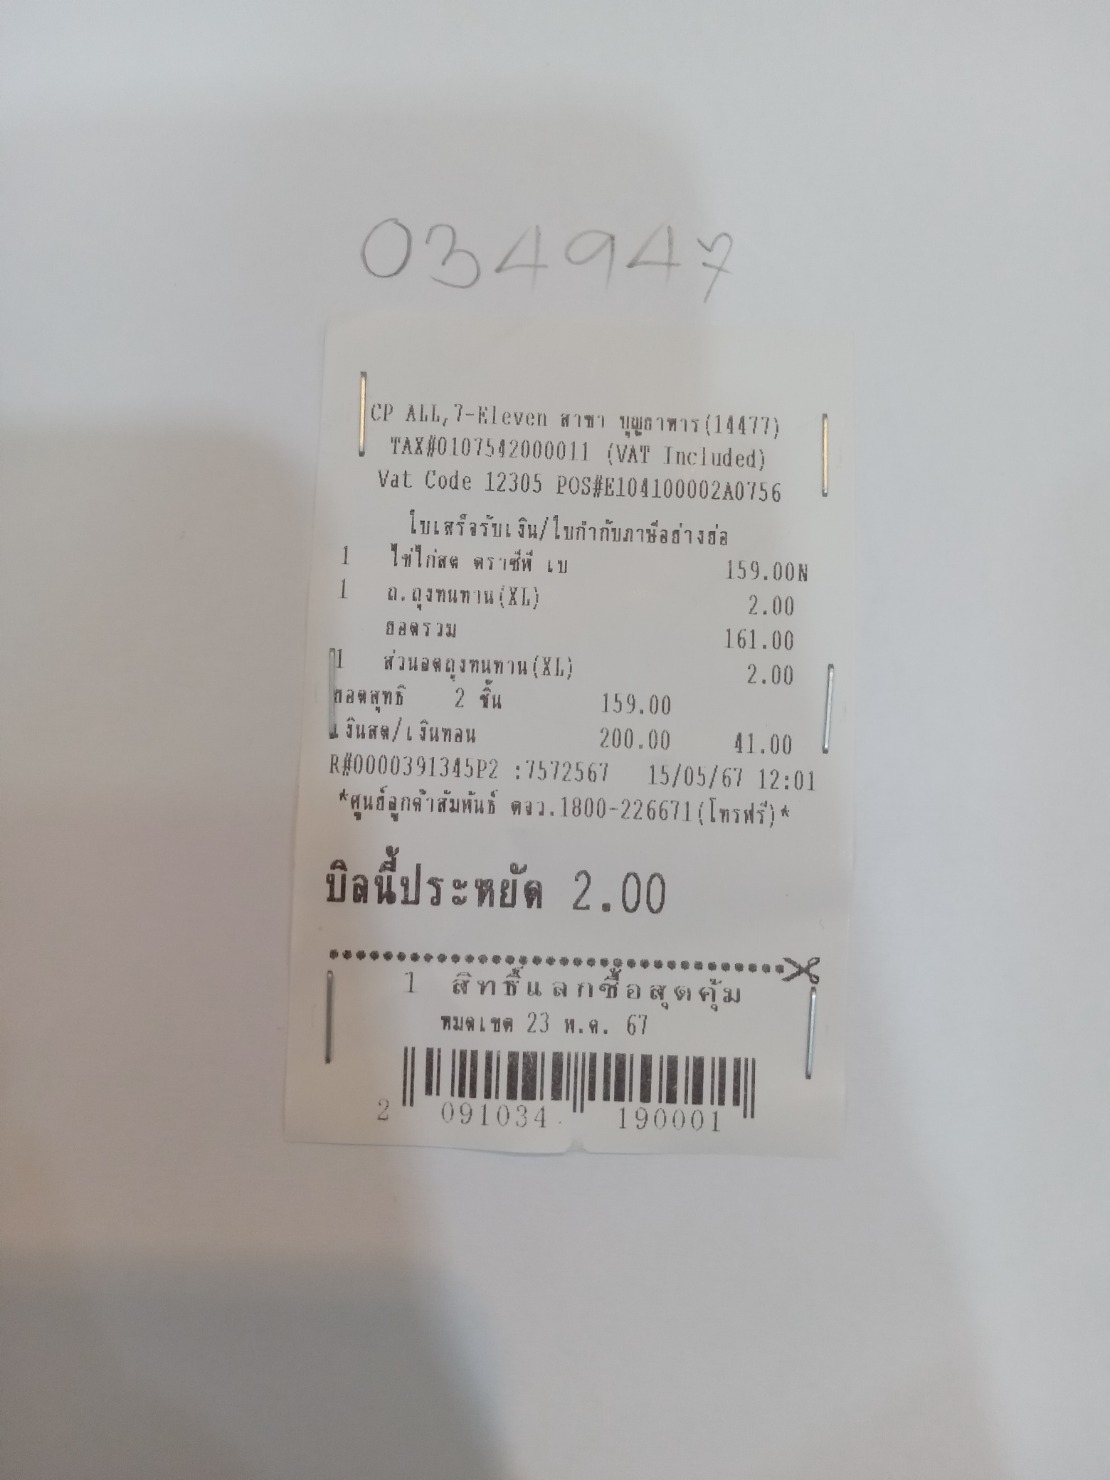 034947
CP ALL,7-Eleven สาขา บุญธาหาร(14477)
TAX#0107542000011 (VAT Included)
Vat Code 12305 POS#E104100002A0756
ใบเสร็จรับเงิน/ใบกำกับภาษีอย่างย่อ
1 ไข่ไก่สด ตราซีพี เบ 159.00N
1 ถ.ถุงทนทาน(XL) 2.00
ยอดรวม 161.00
1 ส่วนลดถุงทนทาน(XL) 2.00
ยอดสุทธิ 2 ชิ้น 159.00
เงินสด/เงินทอน 200.00 41.00
R#0000391345P2 :7572567 15/05/67 12:01
*ศูนย์ลูกค้าสัมพันธ์ ตจว.1800-226671(โทรฟรี)*
บิลนี้ประหยัด 2.00
1 สิทธิ์แลกซื้อสุดคุ้ม
หมดเขต 23 พ.ค. 67
2 091034 190001